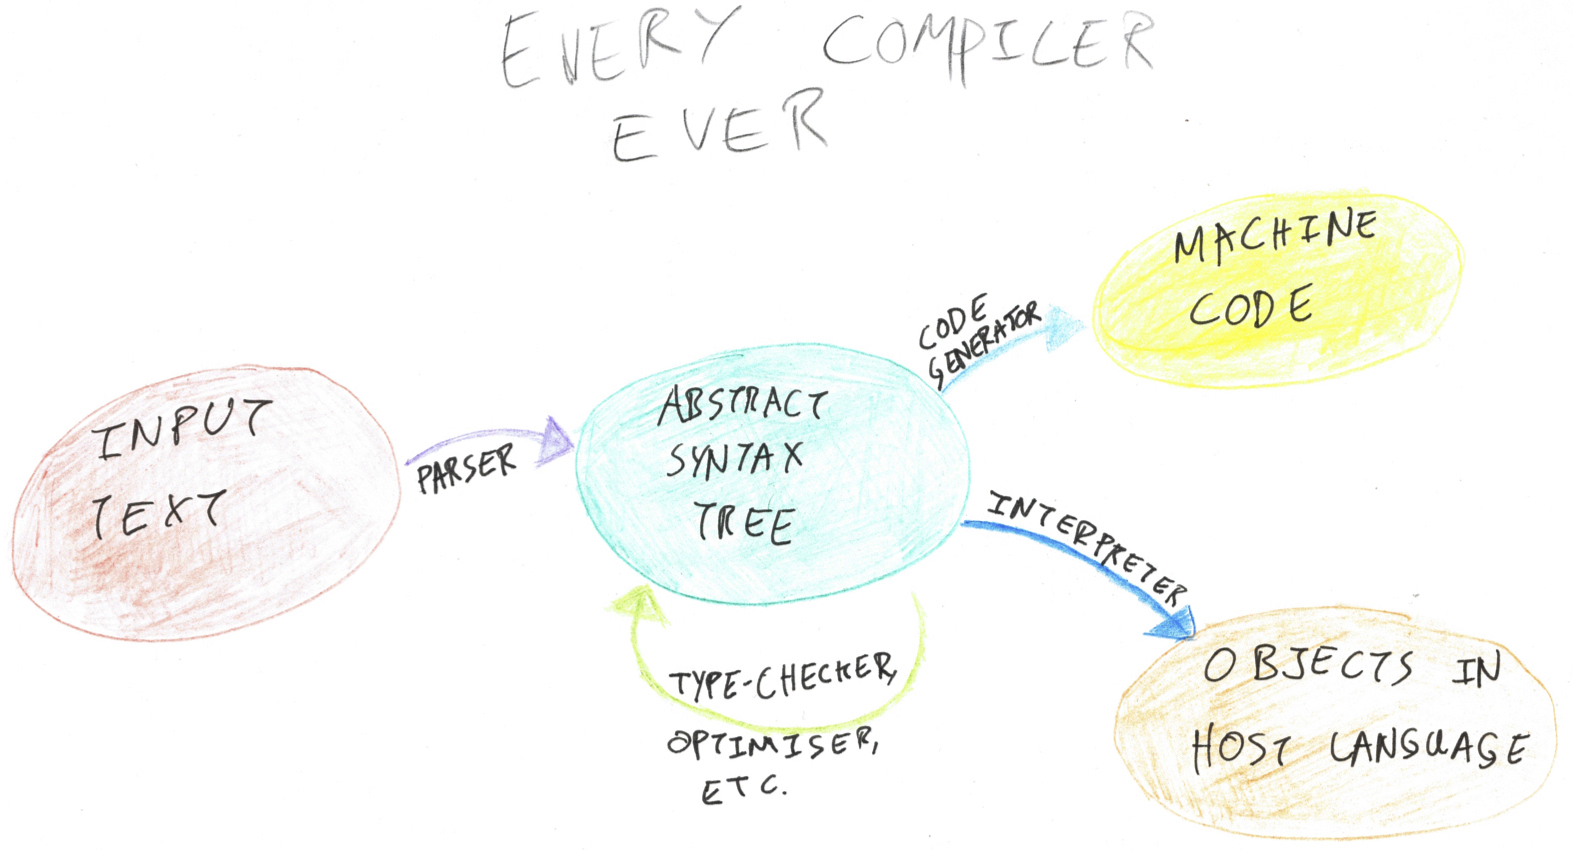 EVERY COMPILER
EVER
MACHINE
CODE
CODE
GENERATOR
ABSTRACT
SYNTAX
TREE
INPUT
TEXT
PARSER
INTERPRETER
TYPE-CHECKER,
OPTIMISER,
ETC.
OBJECTS IN
HOST LANGUAGE